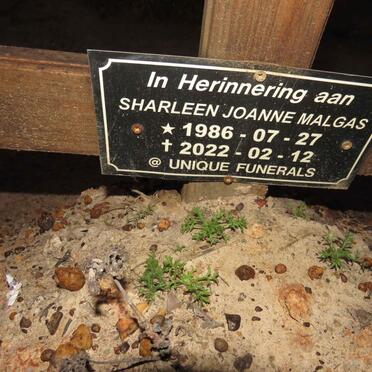 In Herinnering aan
SHARLEEN JOANNE MALGAS
★ 1986 - 07 - 27
✝ 2022 - 02 - 12
@ UNIQUE FUNERALS